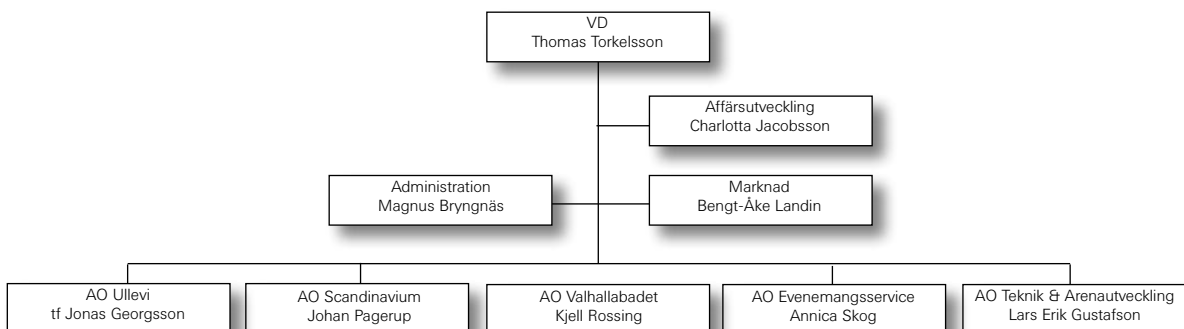 VD
Thomas Torkelsson
Affärsutveckling
Charlotta Jacobsson
Administration
Magnus Bryngnäs
Marknad
Bengt-Åke Landin
AO Ullevi
tf Jonas Georgsson
AO Scandinavium
Johan Pagerup
AO Valhallabadet
Kjell Rossing
AO Evenemangsservice
Annica Skog
AO Teknik & Arenautveckling
Lars Erik Gustafson